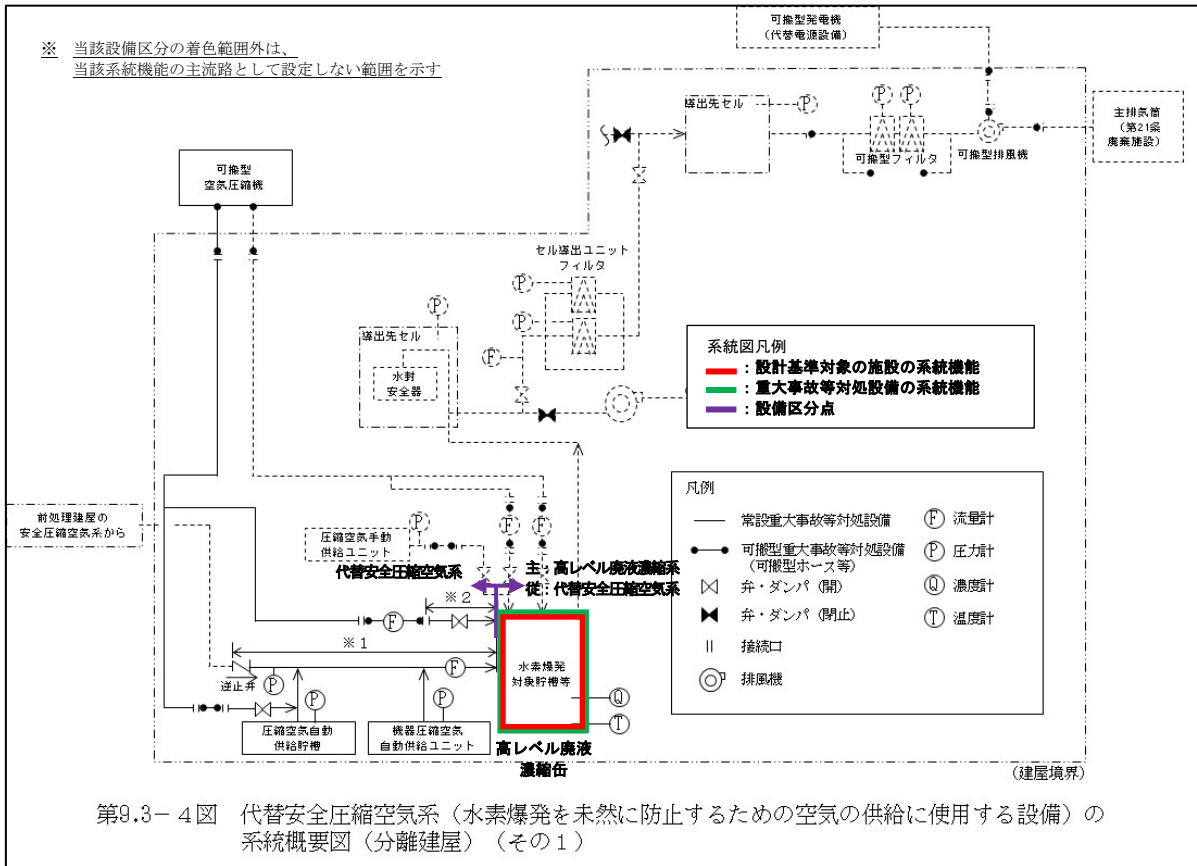 ※ 当該設備区分の着色範囲外は、
当該系統機能の主流路として設定しない範囲を示す
可搬型発電機
(代替電源設備)
導出先セル
P
P
P
主排気筒
(第21条
廃棄施設)
可搬型フィルタ
可搬型排風機
可搬型
空気圧縮機
セル導出ユニット
フィルタ
P
P
P
F
導出先セル
水封
安全器
系統図凡例
:設計基準対象の施設の系統機能
:重大事故等対処設備の系統機能
:設備区分点
凡例
常設重大事故等対処設備
可搬型重大事故等対処設備
(可搬型ホース等)
弁・ダンパ(開)
弁・ダンパ(閉止)
接続口
排風機
F 流量計
P 圧力計
Q 濃度計
T 温度計
前処理建屋の
安全圧縮空気系から
圧縮空気手動
供給ユニット
P
F
F
代替安全圧縮空気系
主:高レベル廃液濃縮系
従:代替安全圧縮空気系
※2
F
※1
逆止弁
P
F
P
P
圧縮空気自動
供給貯槽
機器圧縮空気
自動供給ユニット
水素爆発
対象貯槽等
Q
T
高レベル廃液
濃縮缶
(建屋境界)
第9.3-4図 代替安全圧縮空気系(水素爆発を未然に防止するための空気の供給に使用する設備)の
系統概要図(分離建屋)(その1)